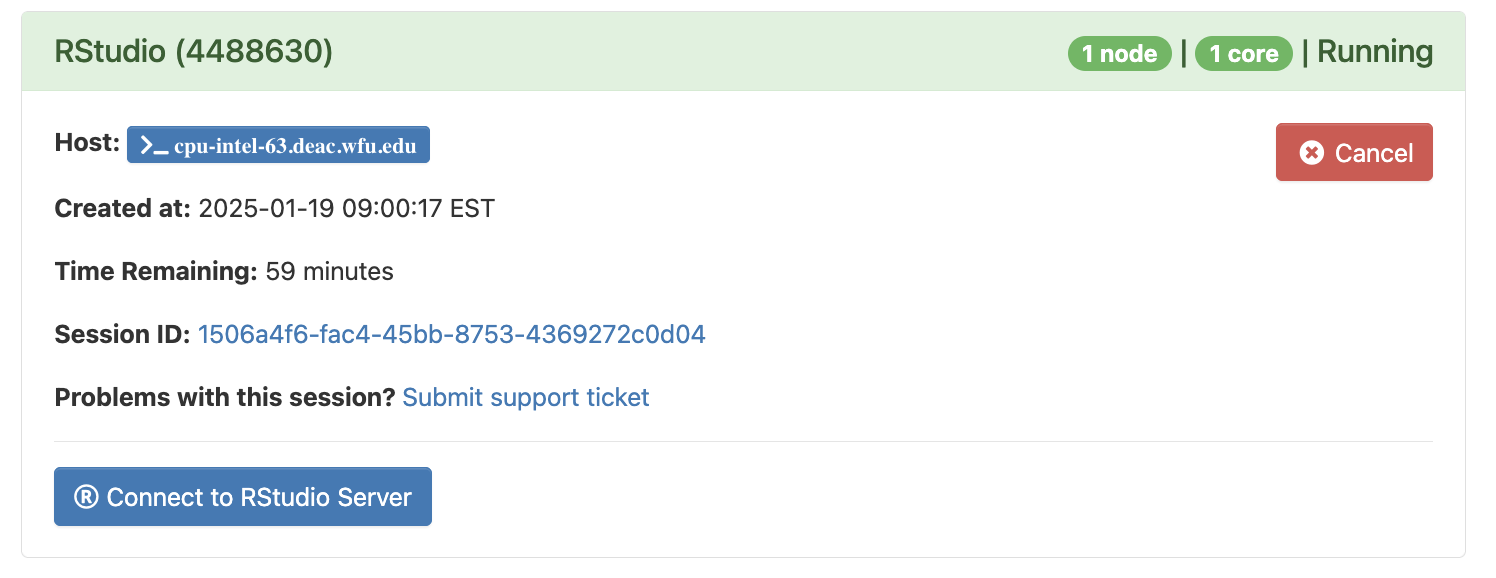 RStudio (4488630)
1 node | 1 core | Running
Host: >_ cpu-intel-63.deac.wfu.edu
Cancel
Created at: 2025-01-19 09:00:17 EST
Time Remaining: 59 minutes
Session ID: 1506a4f6-fac4-45bb-8753-4369272c0d04
Problems with this session? Submit support ticket
® Connect to RStudio Server